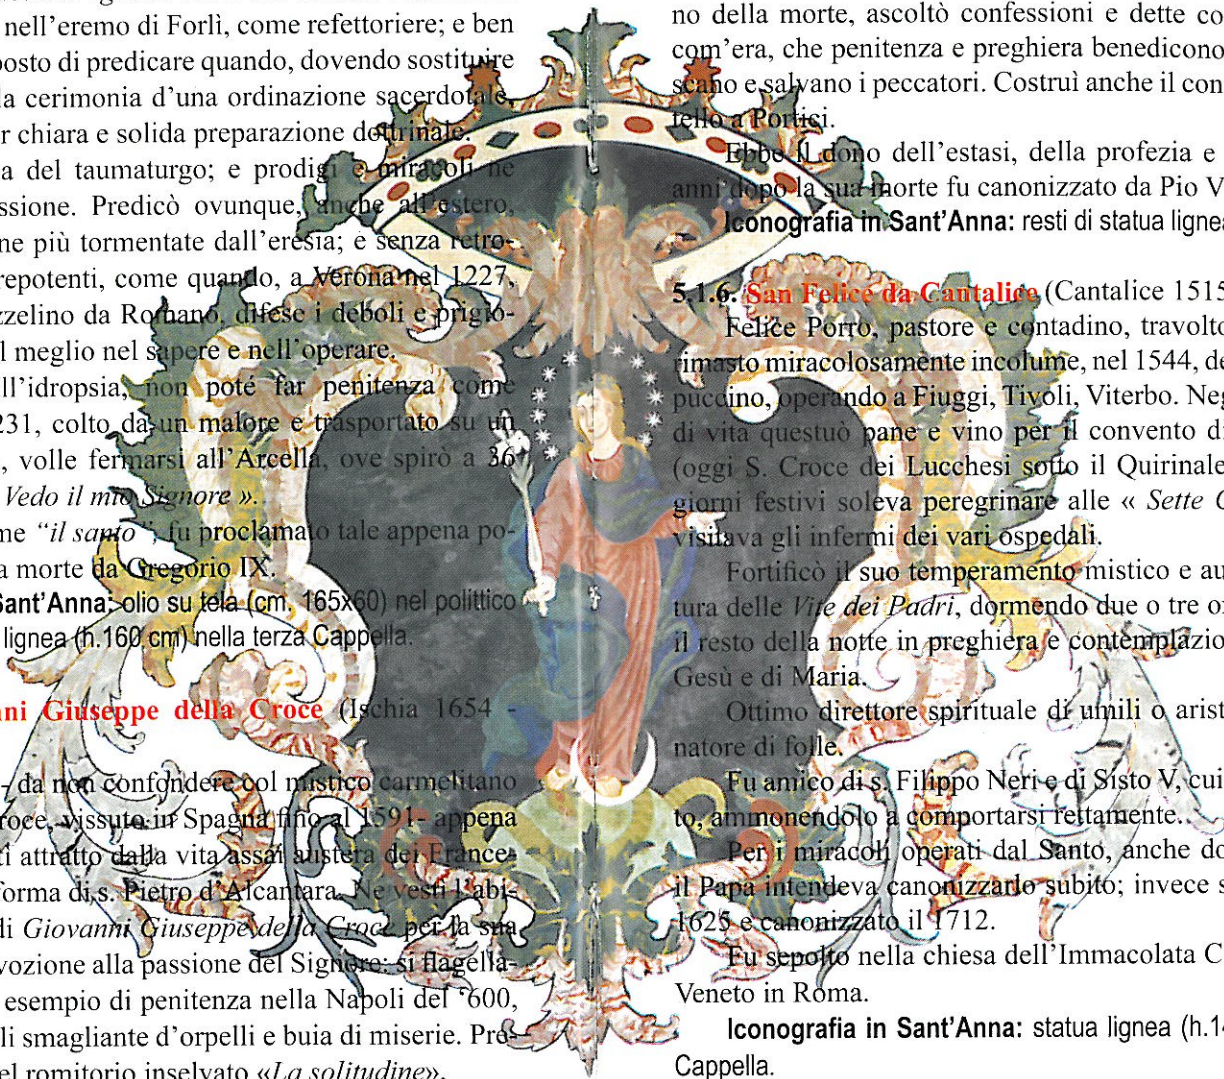 nell'eremo di Forlì, come refettoriere; e ben
posto di predicare quando, dovendo sostituire
la cerimonia d'una ordinazione sacerdotale,
r chiara e solida preparazione dottrinale.
a del taumaturgo; e prodigi e miracoli ne
ssione. Predicò ovunque, anche all'estero,
ne più tormentate dall'eresia; e senza retro-
repotenti, come quando, a Verona nel 1227,
zzelino da Romano, difese i deboli e prigio-
l meglio nel sapere e nell'operare.
ll'idropsia, non poté far penitenza come
231, colto da un malore e trasportato su un
, volle fermarsi all'Arcella, ove spirò a 36
Vedo il mio Signore ».
me "il santo", fu proclamato tale appena po-
a morte da Gregorio IX.
Sant'Anna: olio su tela (cm. 165x60) nel polittico
lignea (h.160 cm) nella terza Cappella.
nni Giuseppe della Croce (Ischia 1654 -
- da non confondere col mistico carmelitano
roce, vissuto in Spagna fino al 1591- appena
ti attratto dalla vita assai austera dei France-
forma di s. Pietro d'Alcantara. Ne vestì l'abi-
di Giovanni Giuseppe della Croce per la sua
vozione alla passione del Signore: si flagella-
esempio di penitenza nella Napoli del '600,
li smagliante d'orpelli e buia di miserie. Pre-
el romitorio inselvato «La solitudine».
no della morte, ascoltò confessioni e dette co
com'era, che penitenza e preghiera benedicono
scano e salvano i peccatori. Costruì anche il con
tello a Portici.
Ebbe il dono dell'estasi, della profezia e
anni dopo la sua morte fu canonizzato da Pio V
Iconografia in Sant'Anna: resti di statua lignea
5.1.6. San Felice da Cantalice (Cantalice 1515
Felice Porro, pastore e contadino, travolto
rimasto miracolosamente incolume, nel 1544, de
puccino, operando a Fiuggi, Tivoli, Viterbo. Neg
di vita questuò pane e vino per il convento di
(oggi S. Croce dei Lucchesi sotto il Quirinale
giorni festivi soleva peregrinare alle « Sette C
visitava gli infermi dei vari ospedali.
Fortificò il suo temperamento mistico e au
tura delle Vite dei Padri, dormendo due o tre o
il resto della notte in preghiera e contemplazio
Gesù e di Maria.
Ottimo direttore spirituale di umili o arist
natore di folle.
Fu amico di s. Filippo Neri e di Sisto V, cui
to, ammonendolo a comportarsi rettamente.
Per i miracoli operati dal Santo, anche do
il Papa intendeva canonizzarlo subito; invece s
1625 e canonizzato il 1712.
Fu sepolto nella chiesa dell'Immacolata C
Veneto in Roma.
Iconografia in Sant'Anna: statua lignea (h.14
Cappella.